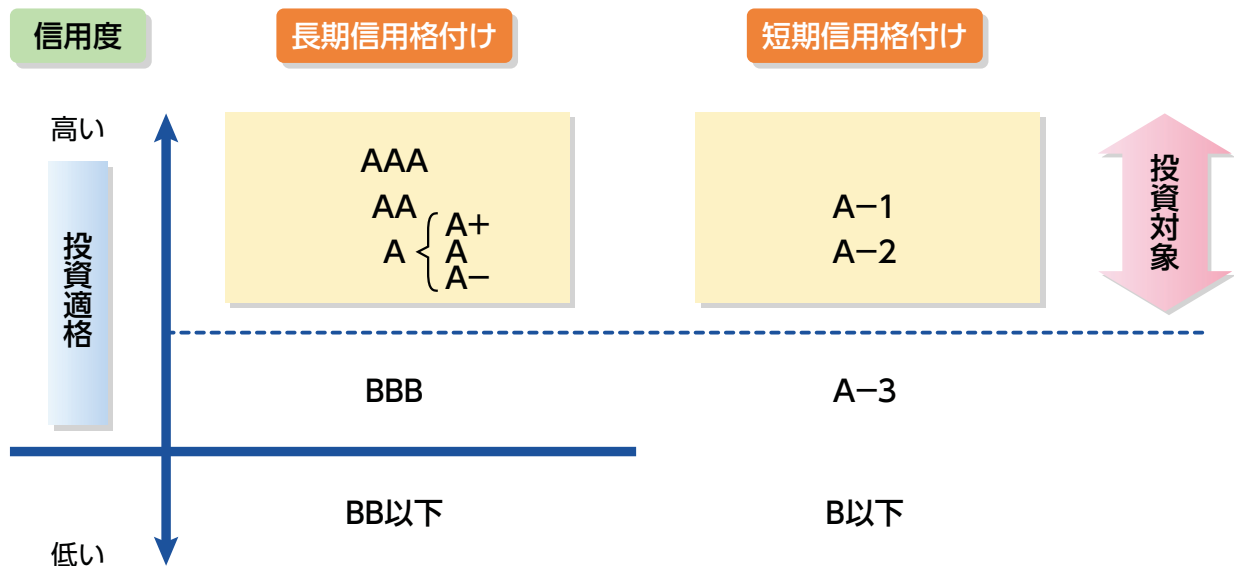 信用度
長期信用格付け
短期信用格付け
高い
投資適格
AAA
AA
A
A+
A
A−
A−1
A−2
投資対象
BBB
A−3
BB以下
B以下
低い